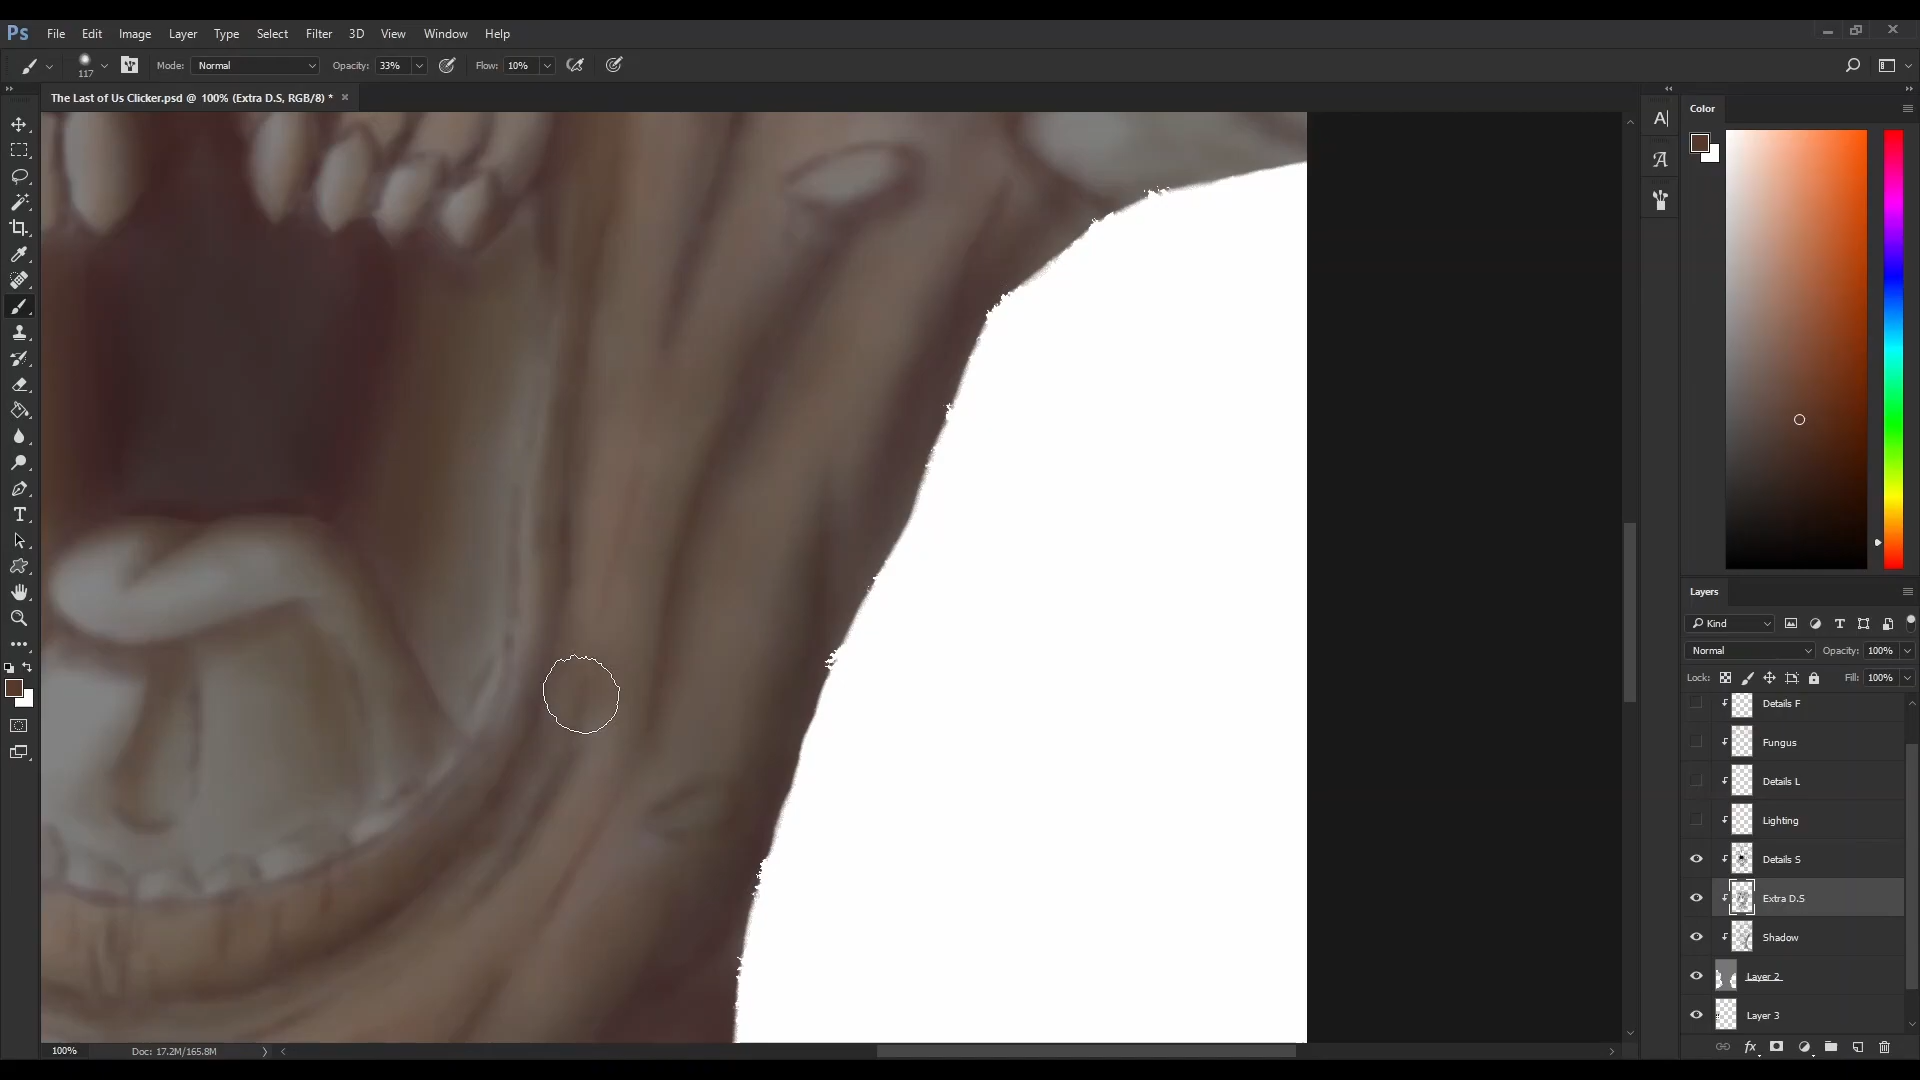 Ps File Edit Image Layer Type Select Filter 3D View Window Help
117 Mode: Normal Opacity: 33% Flow: 10%
The Last of Us Clicker.psd @ 100% (Extra D.S, RGB/8) * ×
Color
Layers
Kind
Normal Opacity: 100%
Lock: Fill: 100%
Details F
Fungus
Details L
Lighting
Details S
Extra D.S
Shadow
Layer 2
Layer 3
100% Doc: 17.2M/165.8M